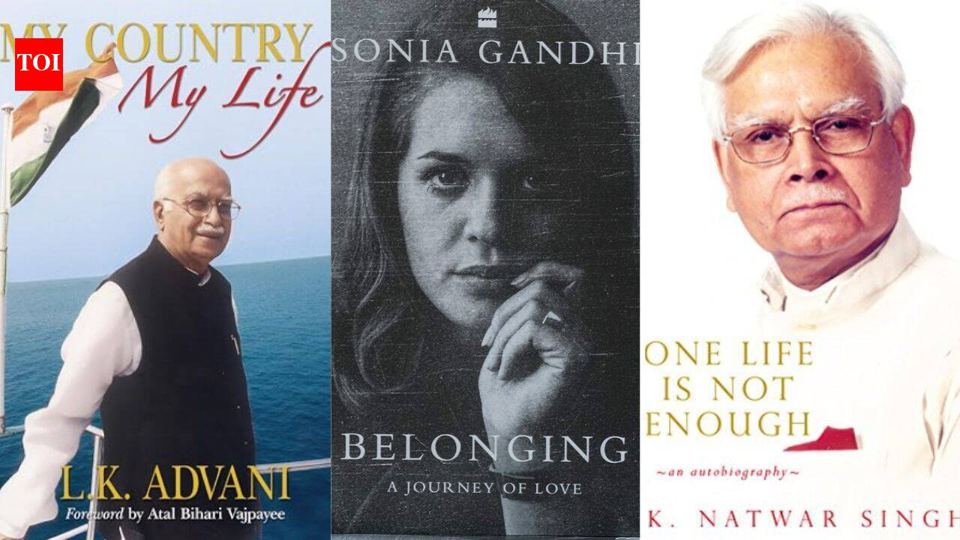 MY COUNTRY
TOI
My Life
L.K. ADVANI
Foreword by Atal Bihari Vajpayee
SONIA GANDHI
BELONGING
A JOURNEY OF LOVE
ONE LIFE
IS NOT
ENOUGH
~an autobiography~
K. NATWAR SINGH